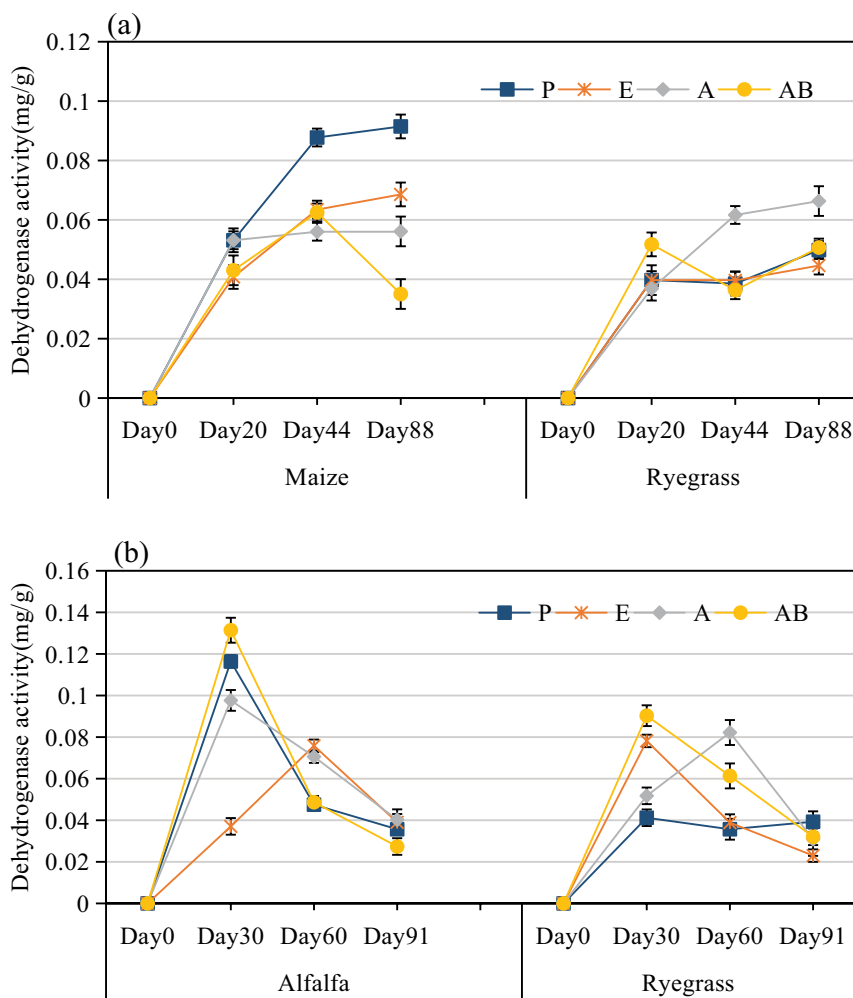 (a)
Dehydrogenase activity(mg/g)
0.12
0.1
0.08
0.06
0.04
0.02
0
P E A AB
Day0 Day20 Day44 Day88 Day0 Day20 Day44 Day88
Maize Ryegrass
(b)
Dehydrogenase activity(mg/g)
0.16
0.14
0.12
0.1
0.08
0.06
0.04
0.02
0
P E A AB
Day0 Day30 Day60 Day91 Day0 Day30 Day60 Day91
Alfalfa Ryegrass